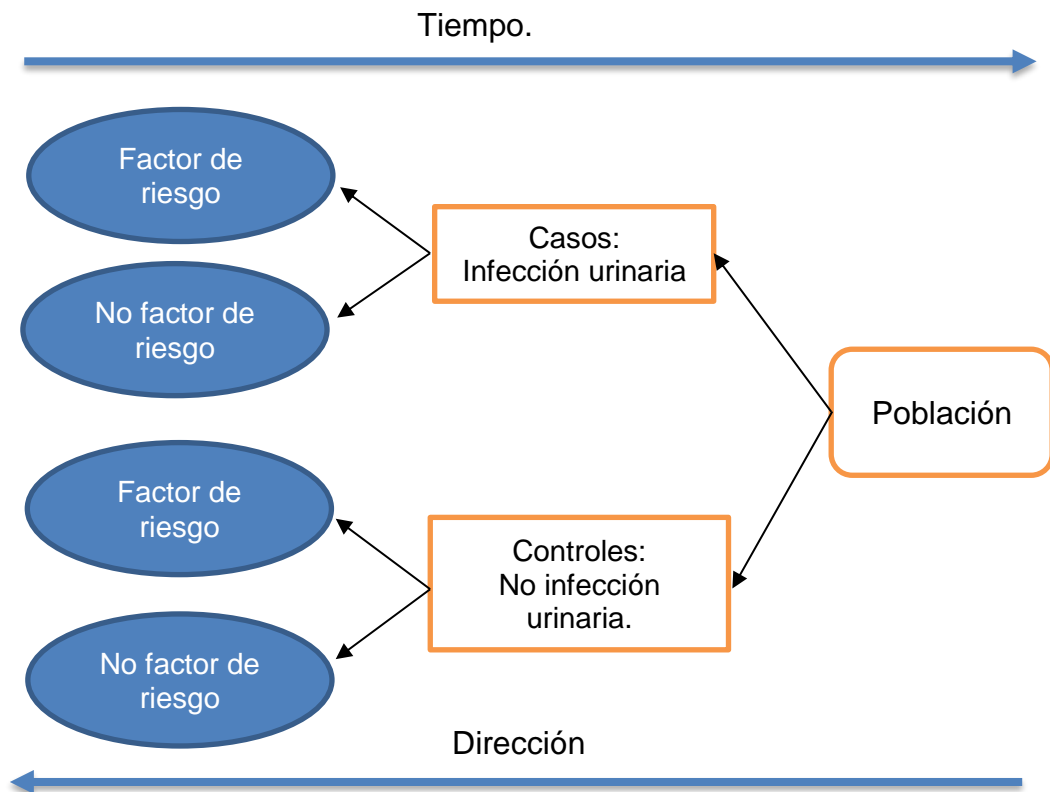 Tiempo.
Factor de
riesgo
No factor de
riesgo
Casos:
Infección urinaria
Población
Factor de
riesgo
No factor de
riesgo
Controles:
No infección
urinaria.
Dirección